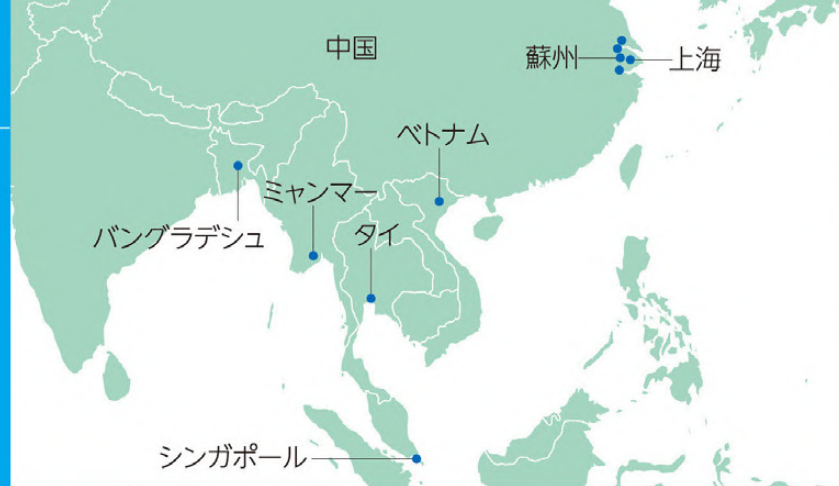 中国
蘇州
上海
ベトナム
ミャンマー
バングラデシュ
タイ
シンガポール